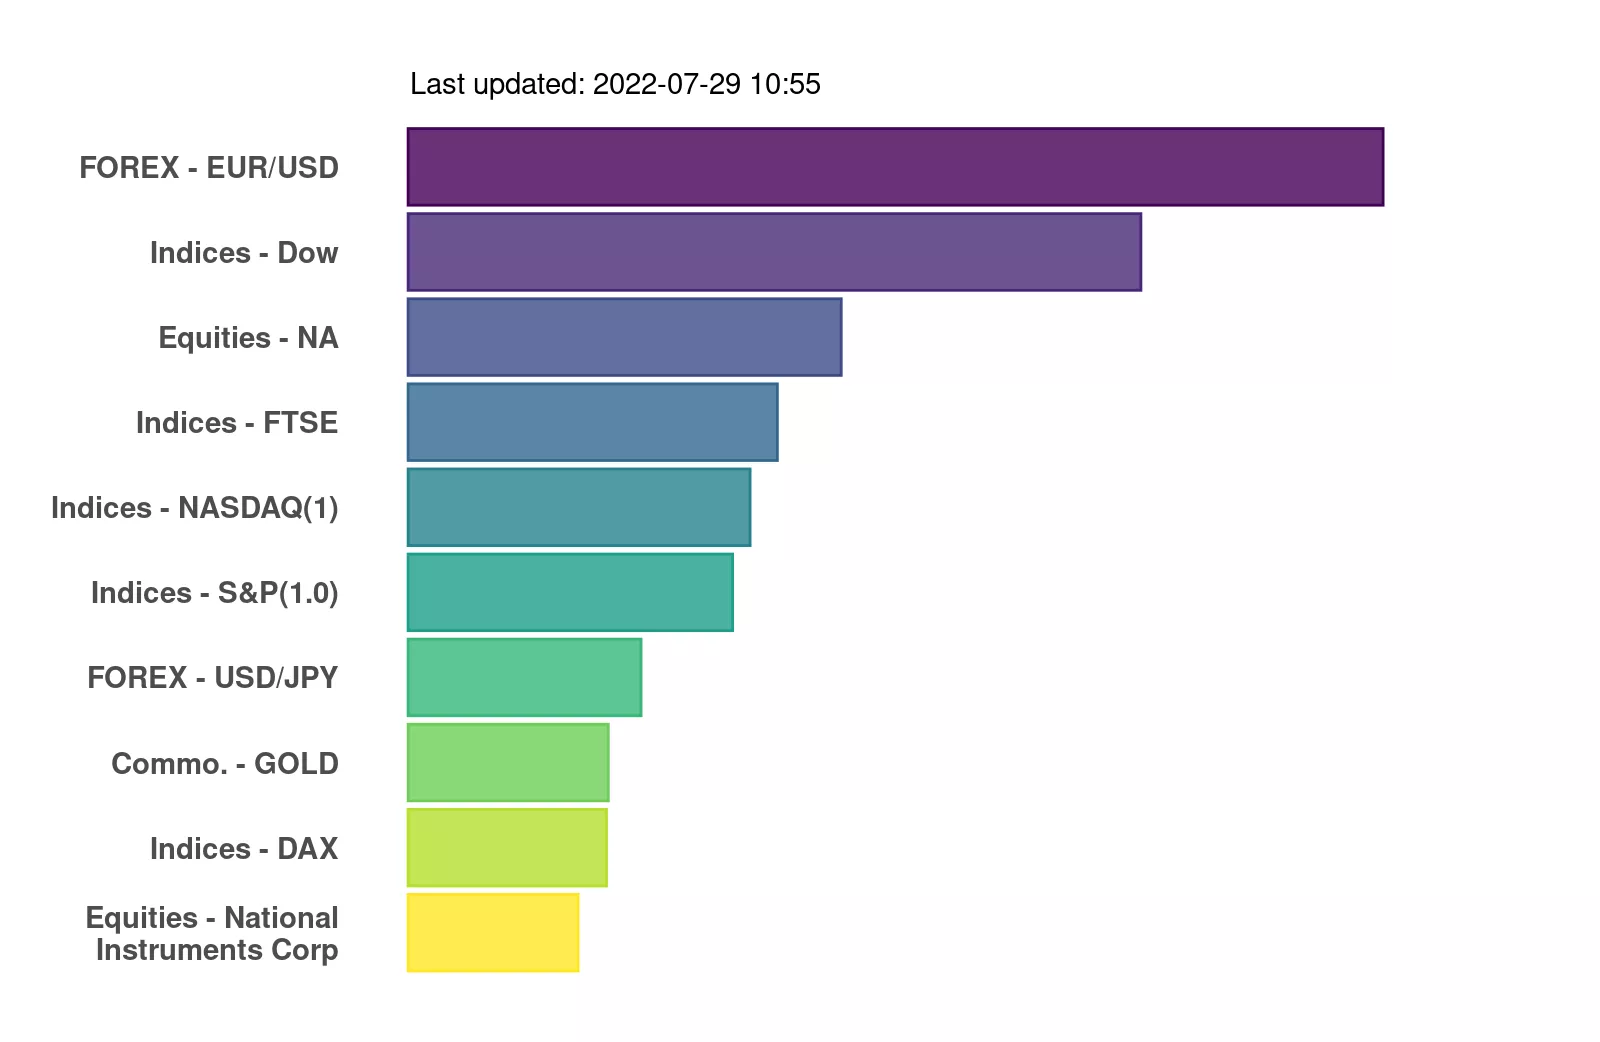 Last updated: 2022-07-29 10:55
FOREX - EUR/USD
Indices - Dow
Equities - NA
Indices - FTSE
Indices - NASDAQ(1)
Indices - S&P(1.0)
FOREX - USD/JPY
Commo. - GOLD
Indices - DAX
Equities - National
Instruments Corp